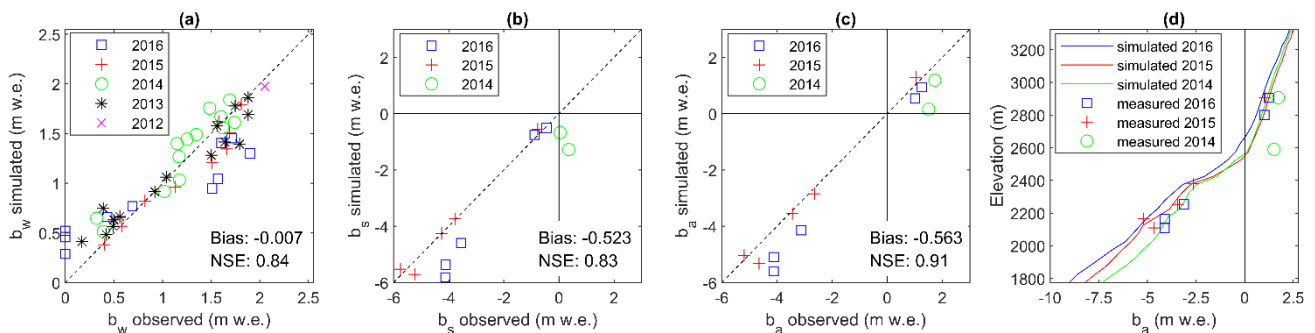 (a)
2.5
2
1.5
1
0.5
0
b_w simulated (m w.e.)
2016
2015
2014
2013
2012
Bias: -0.007
NSE: 0.84
0 0.5 1 1.5 2 2.5
b_w observed (m w.e.)
(b)
2
0
-2
-4
-6
b_s simulated (m w.e.)
2016
2015
2014
Bias: -0.523
NSE: 0.83
-6 -4 -2 0 2
b_s observed (m w.e.)
(c)
2
0
-2
-4
-6
b_a simulated (m w.e.)
2016
2015
2014
Bias: -0.563
NSE: 0.91
-6 -4 -2 0 2
b_a observed (m w.e.)
(d)
3200
3000
2800
2600
2400
2200
2000
1800
Elevation (m)
simulated 2016
simulated 2015
simulated 2014
measured 2016
measured 2015
measured 2014
-10 -7.5 -5 -2.5 0 2.5
b_a (m w.e.)